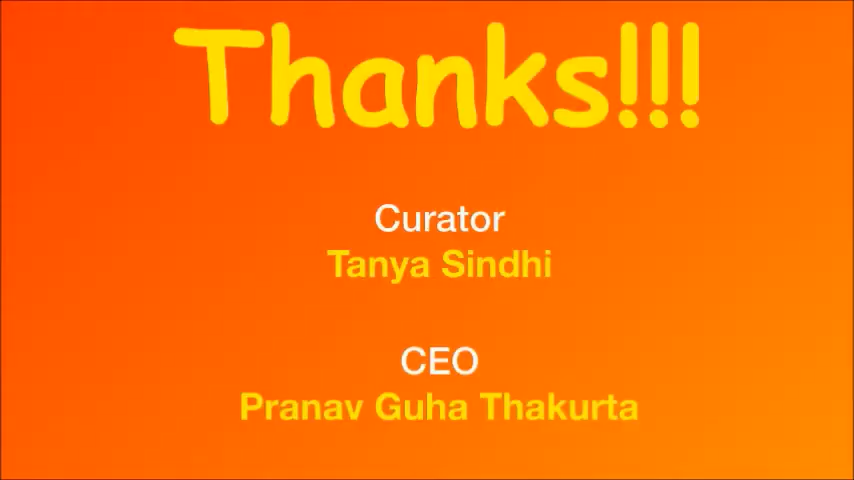 Thanks!!!
Curator
Tanya Sindhi
CEO
Pranav Guha Thakurta